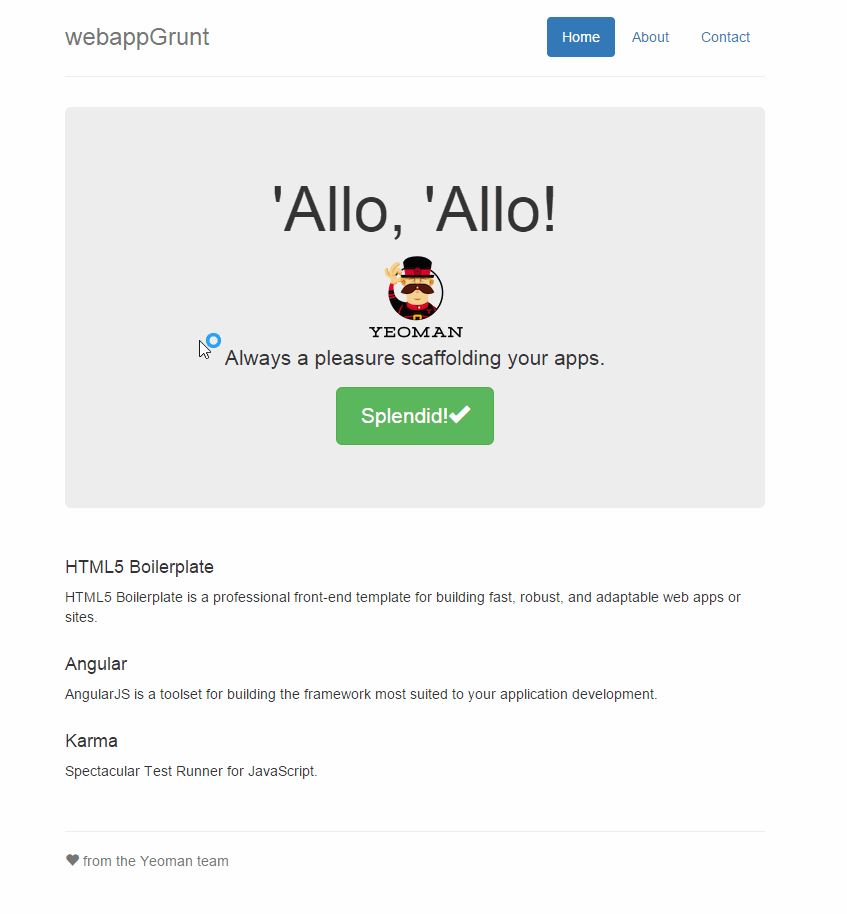 webappGrunt
Home
About
Contact
'Allo, 'Allo!
YEOMAN
Always a pleasure scaffolding your apps.
Splendid!
HTML5 Boilerplate
HTML5 Boilerplate is a professional front-end template for building fast, robust, and adaptable web apps or
sites.
Angular
AngularJS is a toolset for building the framework most suited to your application development.
Karma
Spectacular Test Runner for JavaScript.
from the Yeoman team